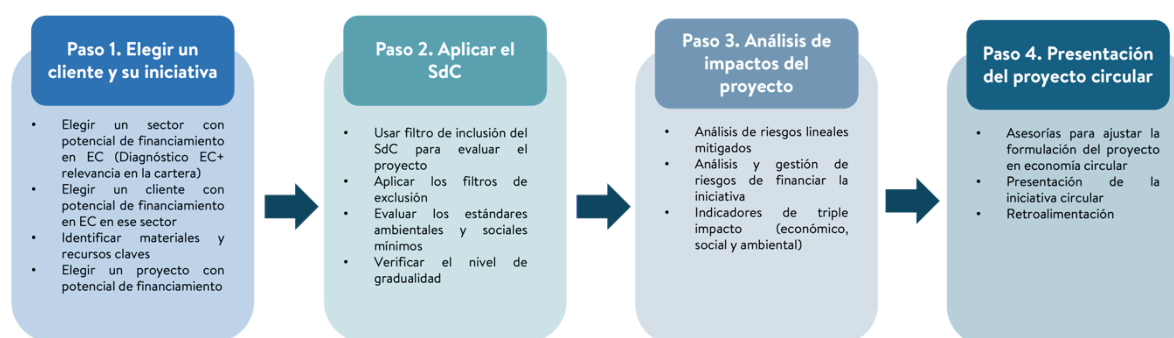 Paso 1. Elegir un
cliente y su iniciativa
• Elegir un sector con
potencial de financiamiento
en EC (Diagnóstico EC+
relevancia en la cartera)
• Elegir un cliente con
potencial de financiamiento
en EC en ese sector
• Identificar materiales y
recursos claves
• Elegir un proyecto con
potencial de financiamiento
Paso 2. Aplicar el
SdC
• Usar filtro de inclusión del
SdC para evaluar el
proyecto
• Aplicar los filtros de
exclusión
• Evaluar los estándares
ambientales y sociales
mínimos
• Verificar el nivel de
gradualidad
Paso 3. Análisis de
impactos del
proyecto
• Análisis de riesgos lineales
mitigados
• Análisis y gestión de
riesgos de financiar la
iniciativa
• Indicadores de triple
impacto (económico,
social y ambiental)
Paso 4. Presentación
del proyecto circular
• Asesorías para ajustar la
formulación del proyecto
en economía circular
• Presentación de la
iniciativa circular
• Retroalimentación